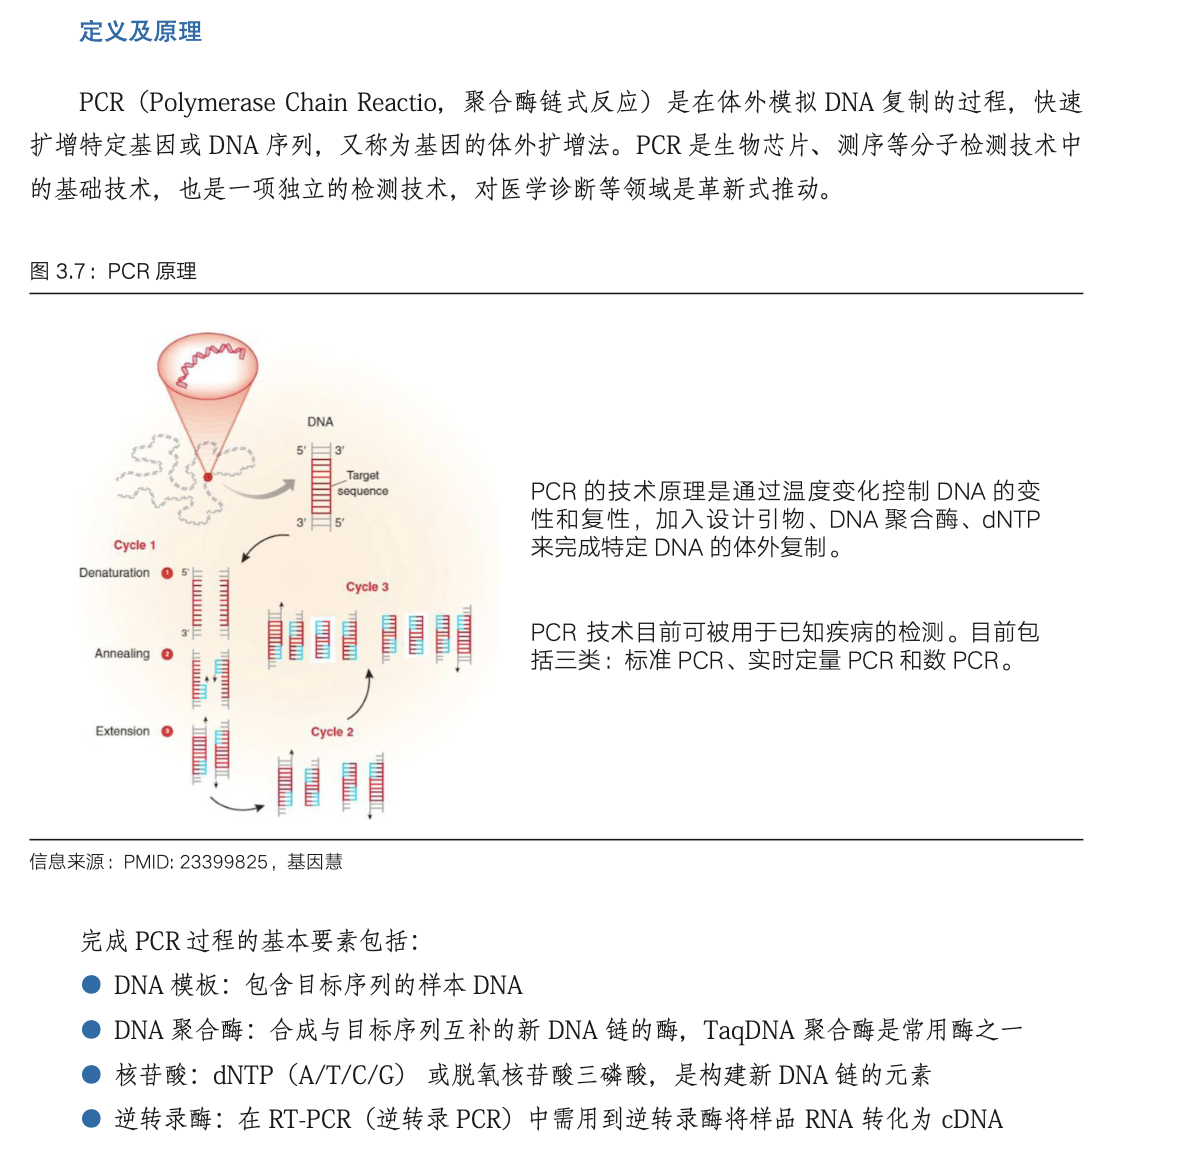 定义及原理
PCR（Polymerase Chain Reactio，聚合酶链式反应）是在体外模拟 DNA 复制的过程，快速
扩增特定基因或 DNA 序列，又称为基因的体外扩增法。PCR 是生物芯片、测序等分子检测技术中
的基础技术，也是一项独立的检测技术，对医学诊断等领域是革新式推动。
图 3.7：PCR 原理
DNA
5′ 3′
Target
sequence
3′ 5′
Cycle 1
Denaturation 1 5′
3′
Annealing 2
Extension 3
Cycle 3
Cycle 2
PCR 的技术原理是通过温度变化控制 DNA 的变
性和复性，加入设计引物、DNA 聚合酶、dNTP
来完成特定 DNA 的体外复制。
PCR 技术目前可被用于已知疾病的检测。目前包
括三类：标准 PCR、实时定量 PCR 和数 PCR。
信息来源：PMID: 23399825，基因慧
完成 PCR 过程的基本要素包括：
● DNA 模板：包含目标序列的样本 DNA
● DNA 聚合酶：合成与目标序列互补的新 DNA 链的酶，TaqDNA 聚合酶是常用酶之一
● 核苷酸：dNTP（A/T/C/G） 或脱氧核苷酸三磷酸，是构建新 DNA 链的元素
● 逆转录酶：在 RT-PCR（逆转录 PCR）中需用到逆转录酶将样品 RNA 转化为 cDNA